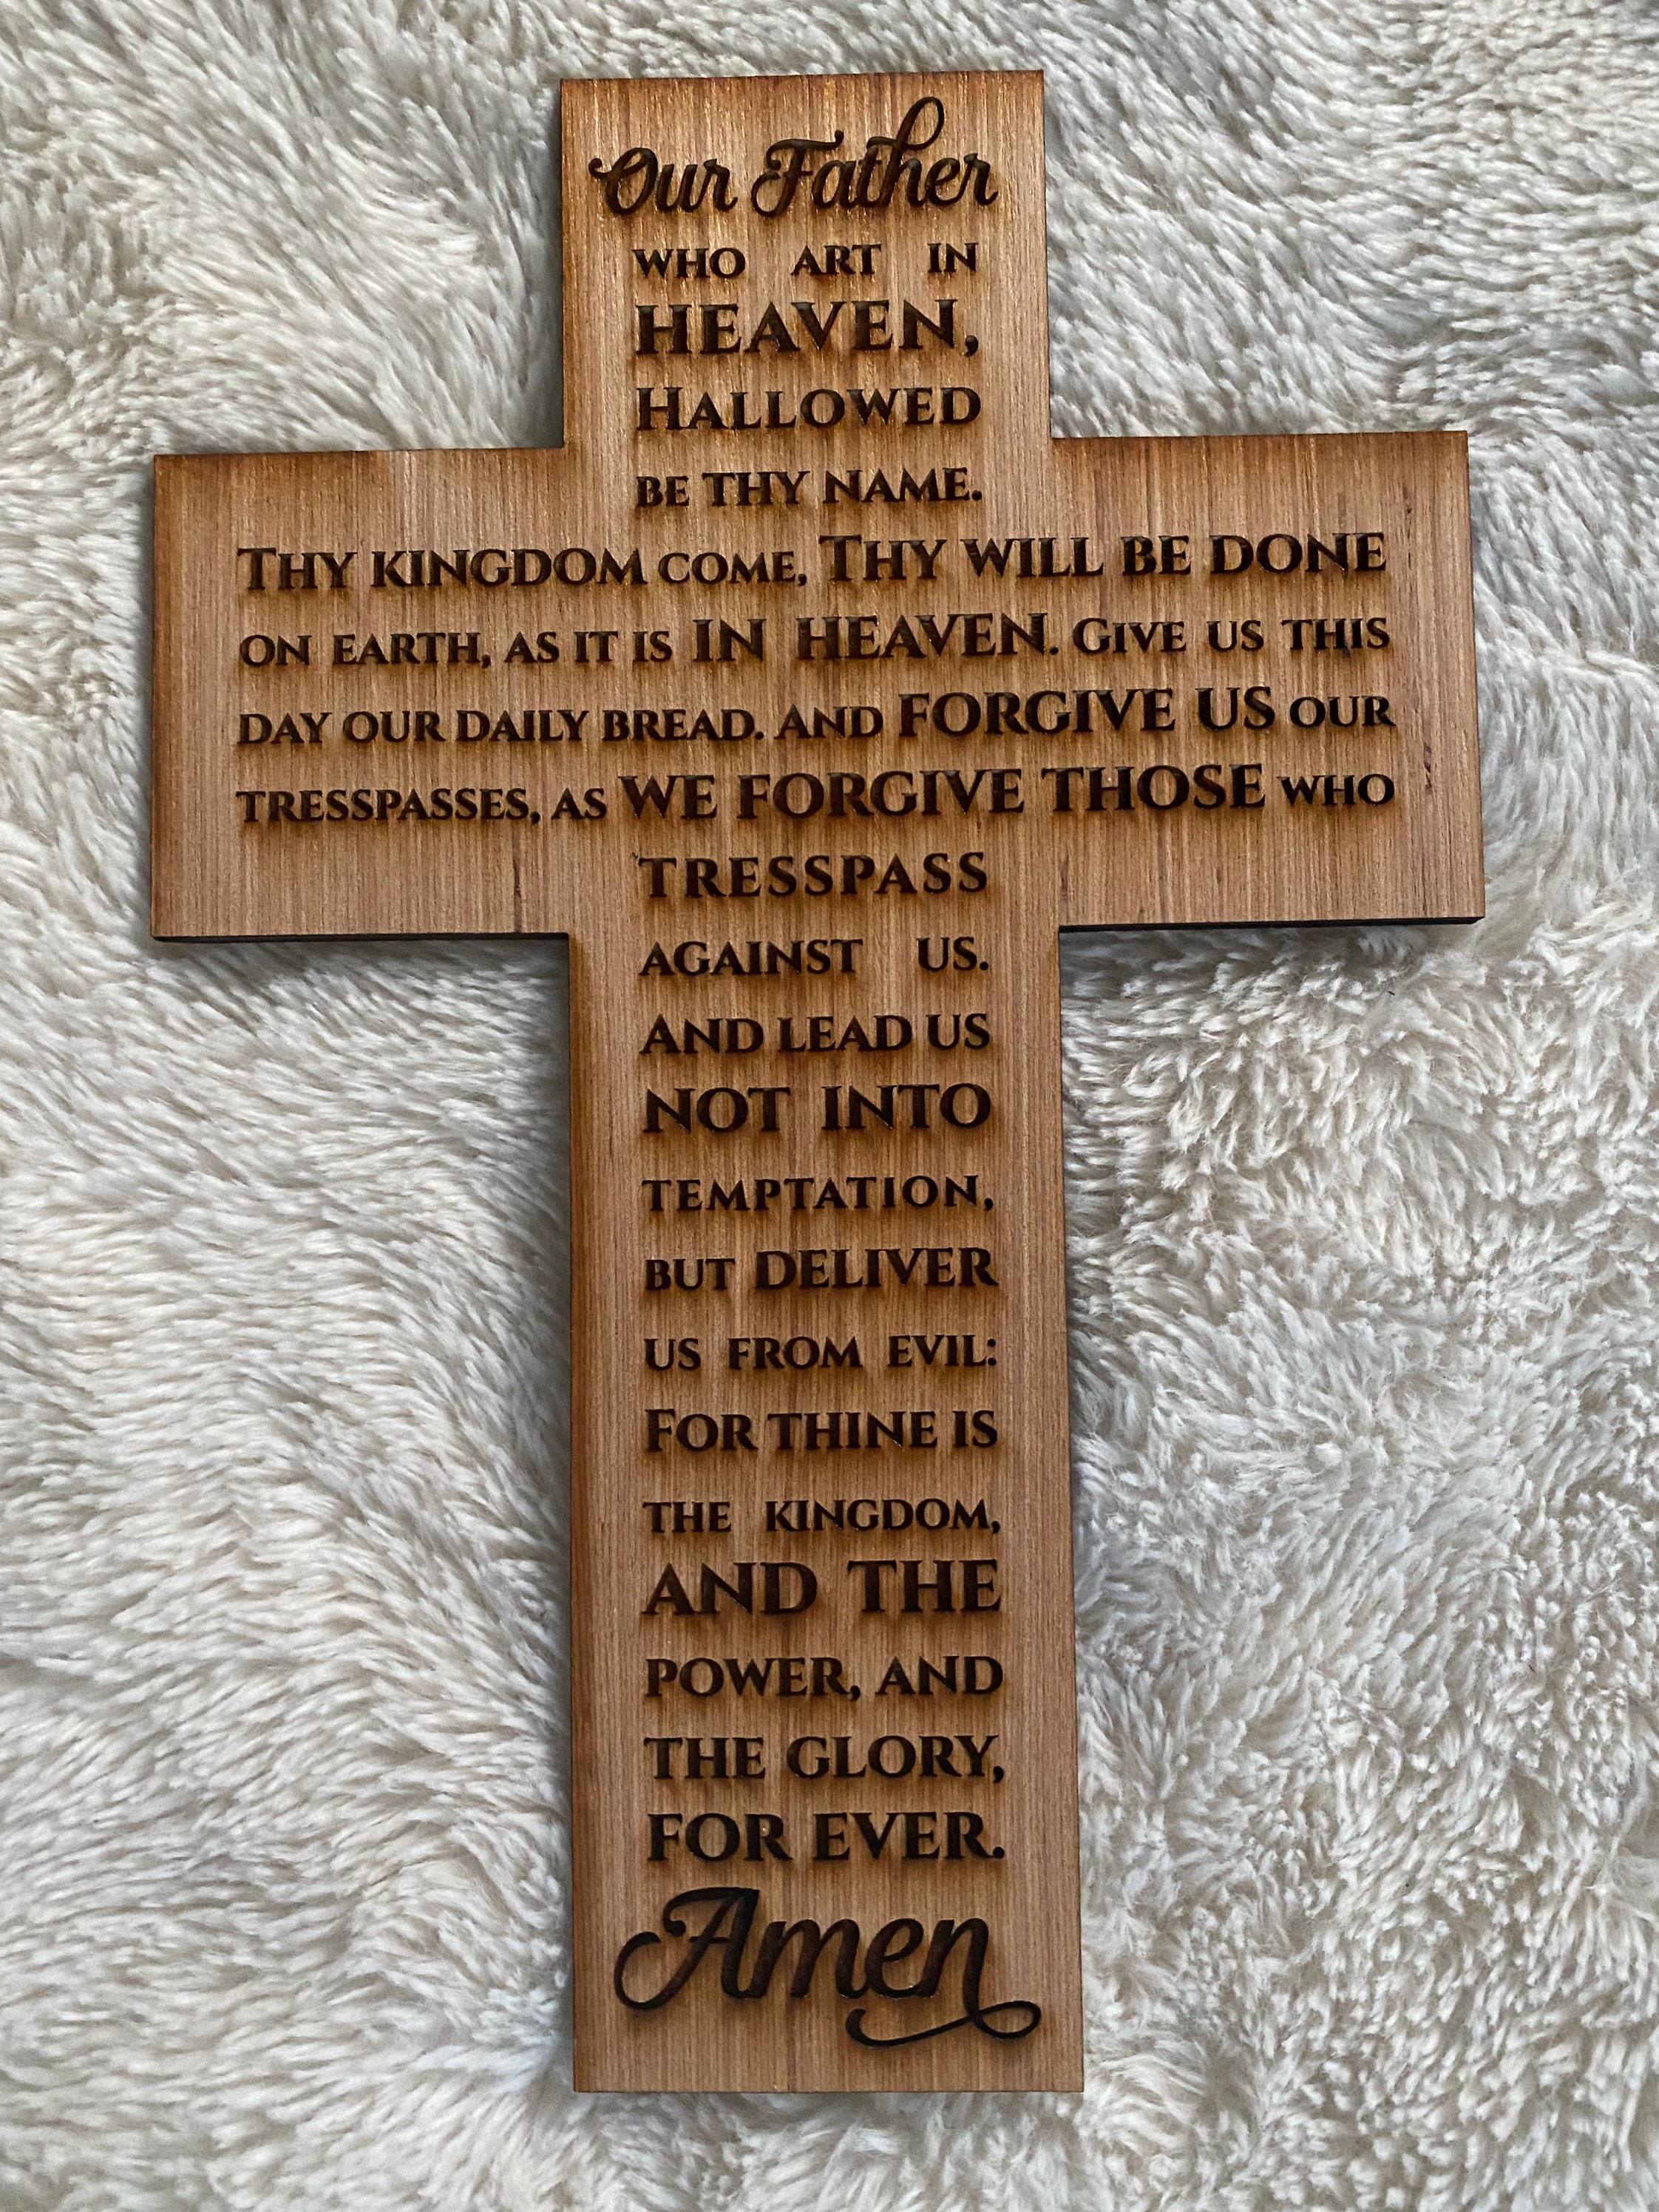 Our Father
WHO ART IN
HEAVEN,
HALLOWED
BE THY NAME.
THY KINGDOM COME, THY WILL BE DONE
ON EARTH, AS IT IS IN HEAVEN. GIVE US THIS
DAY OUR DAILY BREAD. AND FORGIVE US OUR
TRESSPASSES, AS WE FORGIVE THOSE WHO
TRESSPASS
AGAINST US.
AND LEAD US
NOT INTO
TEMPTATION,
BUT DELIVER
US FROM EVIL:
FOR THINE IS
THE KINGDOM,
AND THE
POWER, AND
THE GLORY,
FOR EVER.
Amen